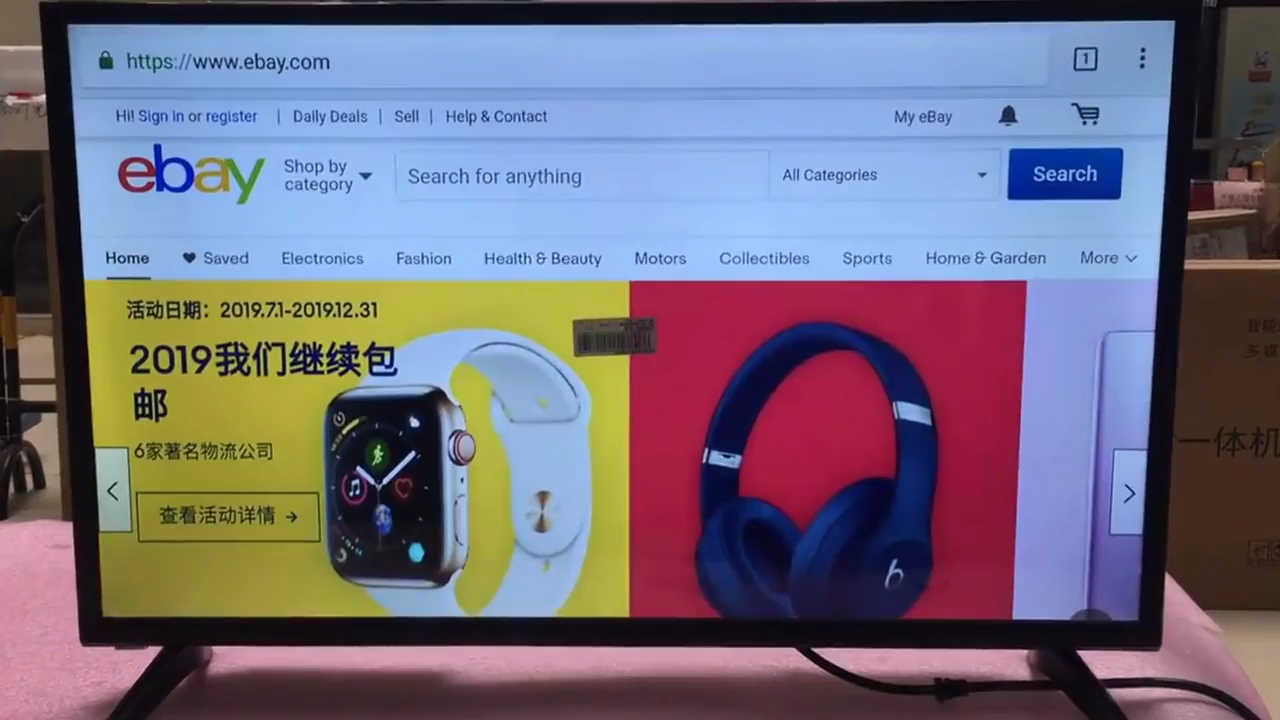 https://www.ebay.com
1
Hi! Sign in or register | Daily Deals | Sell | Help & Contact
My eBay
ebay
Shop by
category
Search for anything
All Categories
Search
Home
Saved
Electronics
Fashion
Health & Beauty
Motors
Collectibles
Sports
Home & Garden
More
活动日期：2019.7.1-2019.12.31
2019我们继续包
邮
6家著名物流公司
查看活动详情 →
b
一体机